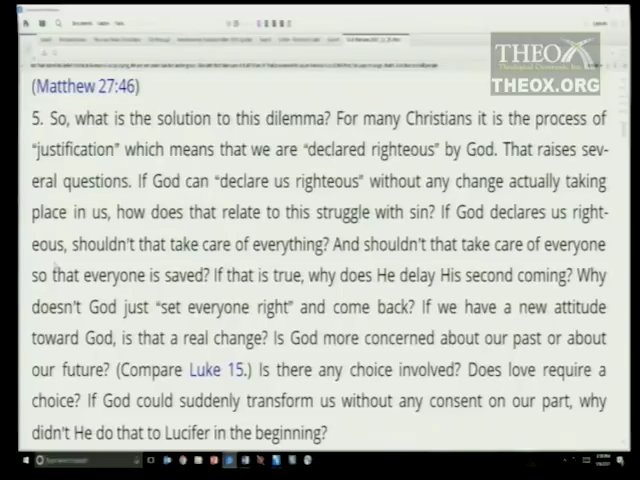 THEOX
THEOX.ORG
(Matthew 27:46)
5. So, what is the solution to this dilemma? For many Christians it is the process of
"justification" which means that we are "declared righteous" by God. That raises sev-
eral questions. If God can "declare us righteous" without any change actually taking
place in us, how does that relate to this struggle with sin? If God declares us right-
eous, shouldn't that take care of everything? And shouldn't that take care of everyone
so that everyone is saved? If that is true, why does He delay His second coming? Why
doesn't God just "set everyone right" and come back? If we have a new attitude
toward God, is that a real change? Is God more concerned about our past or about
our future? (Compare Luke 15.) Is there any choice involved? Does love require a
choice? If God could suddenly transform us without any consent on our part, why
didn't He do that to Lucifer in the beginning?